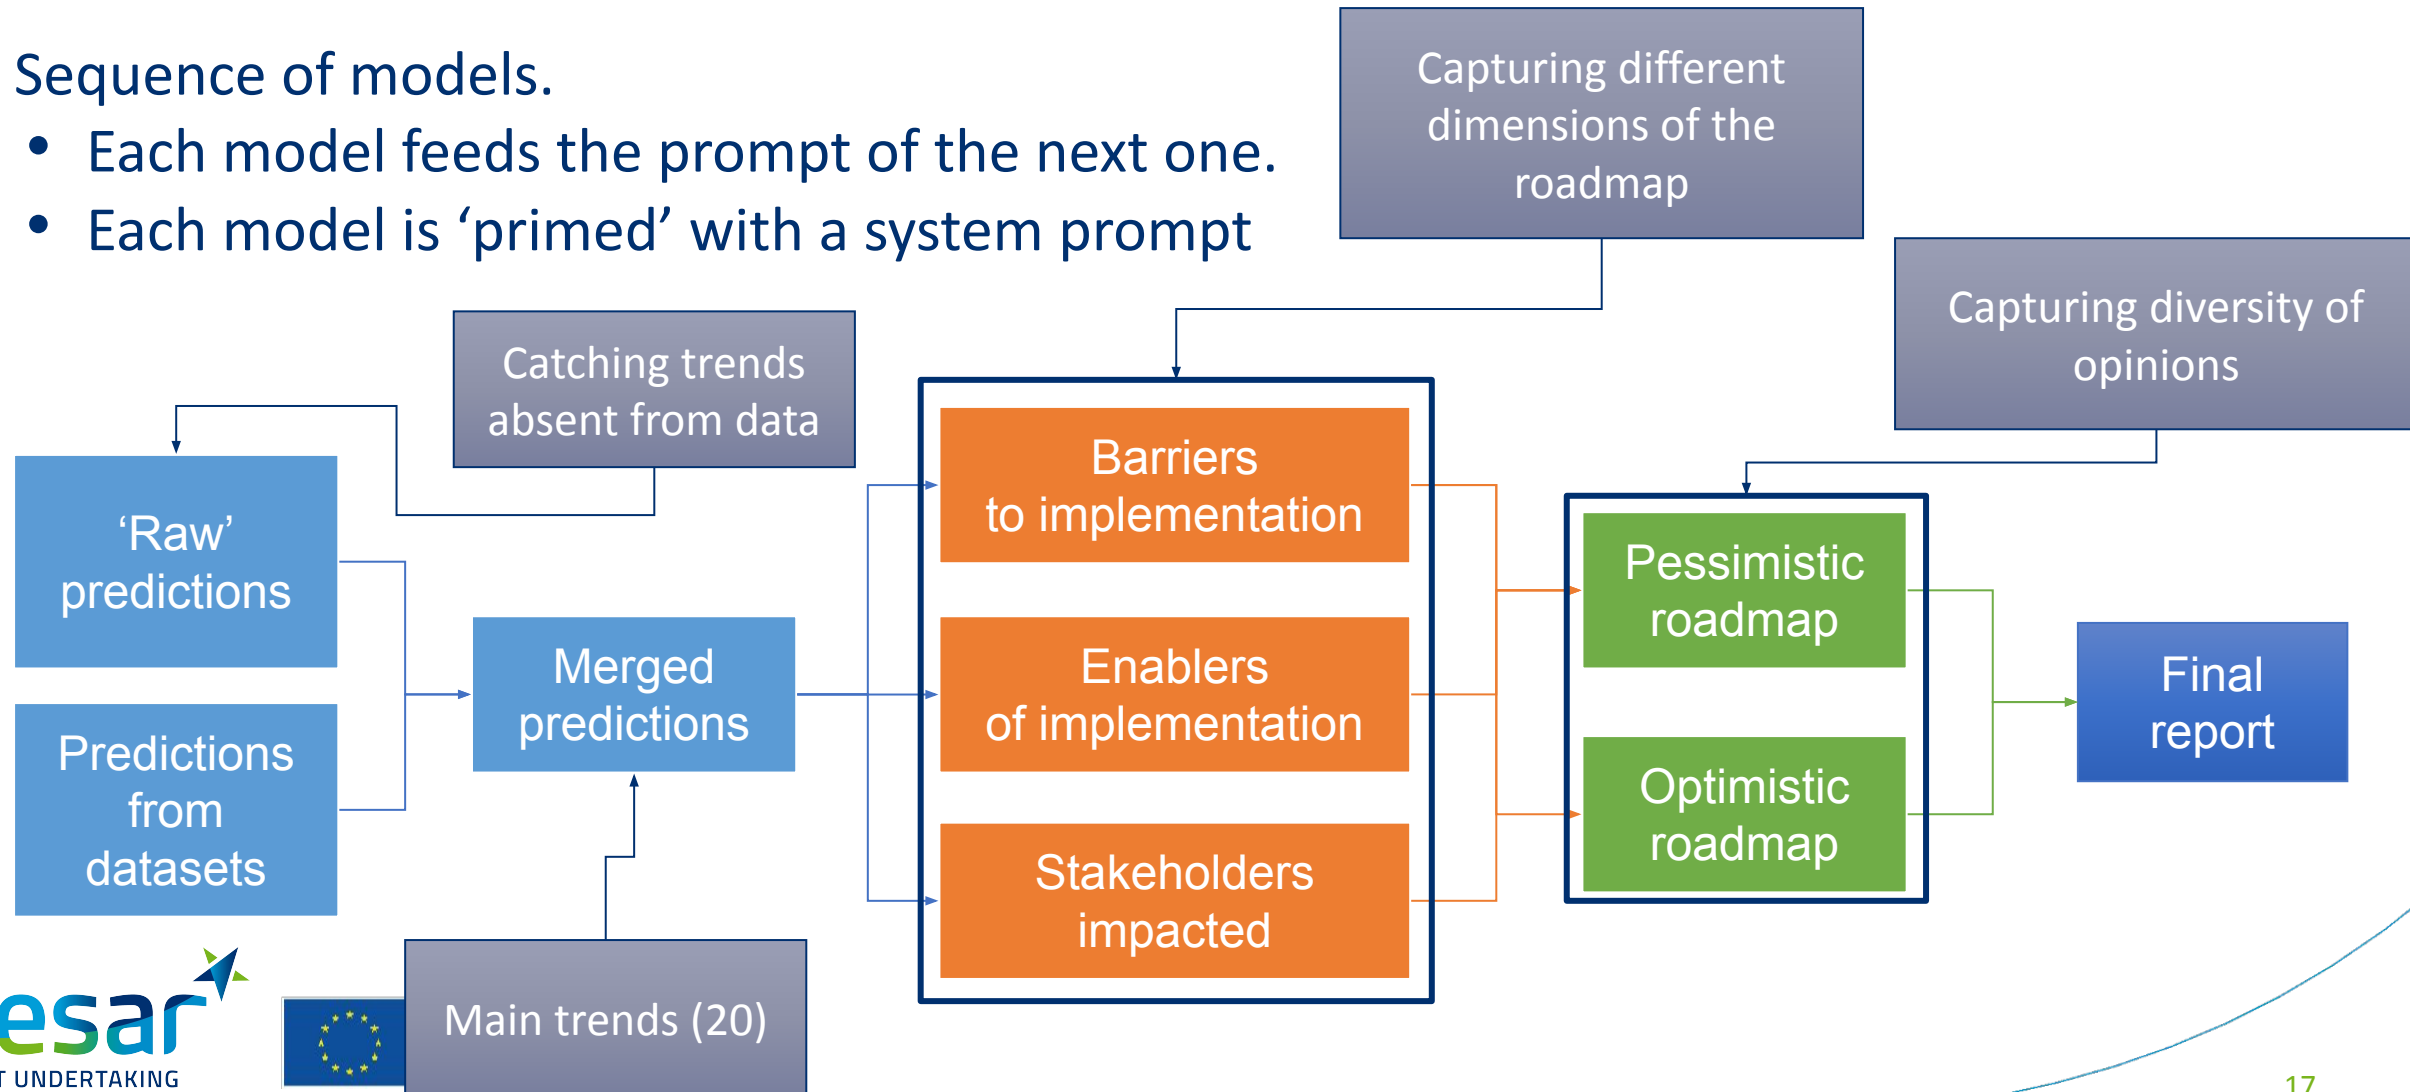 Sequence of models.
• Each model feeds the prompt of the next one.
• Each model is ‘primed’ with a system prompt
Capturing different
dimensions of the
roadmap
Capturing diversity of
opinions
Catching trends
absent from data
‘Raw’
predictions
Predictions
from
datasets
Merged
predictions
Main trends (20)
Barriers
to implementation
Enablers
of implementation
Stakeholders
impacted
Pessimistic
roadmap
Optimistic
roadmap
Final
report
esar
T UNDERTAKING
17